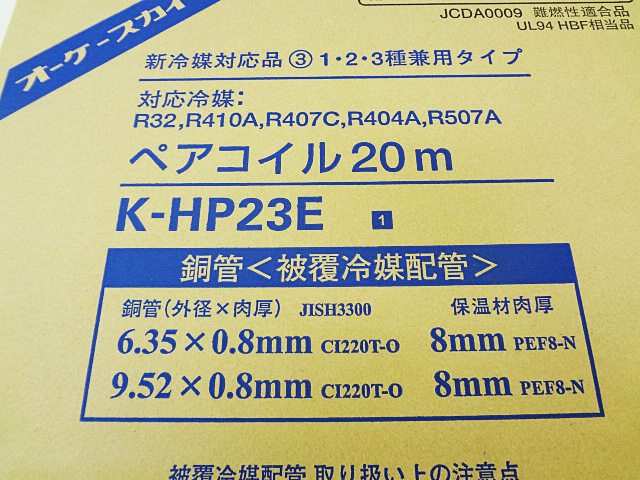 オーケースカイ
JCDA0009 難燃性適合品
UL94 HBF相当品
新冷媒対応品③1・2・3種兼用タイプ
対応冷媒：
R32,R410A,R407C,R404A,R507A
ペアコイル20m
K-HP23E 1
銅管＜被覆冷媒配管＞
銅管(外径×肉厚) JISH3300 保温材肉厚
6.35×0.8mm C1220T-O 8mm PEF8-N
9.52×0.8mm C1220T-O 8mm PEF8-N
被覆冷媒配管 取り扱い上の注意点